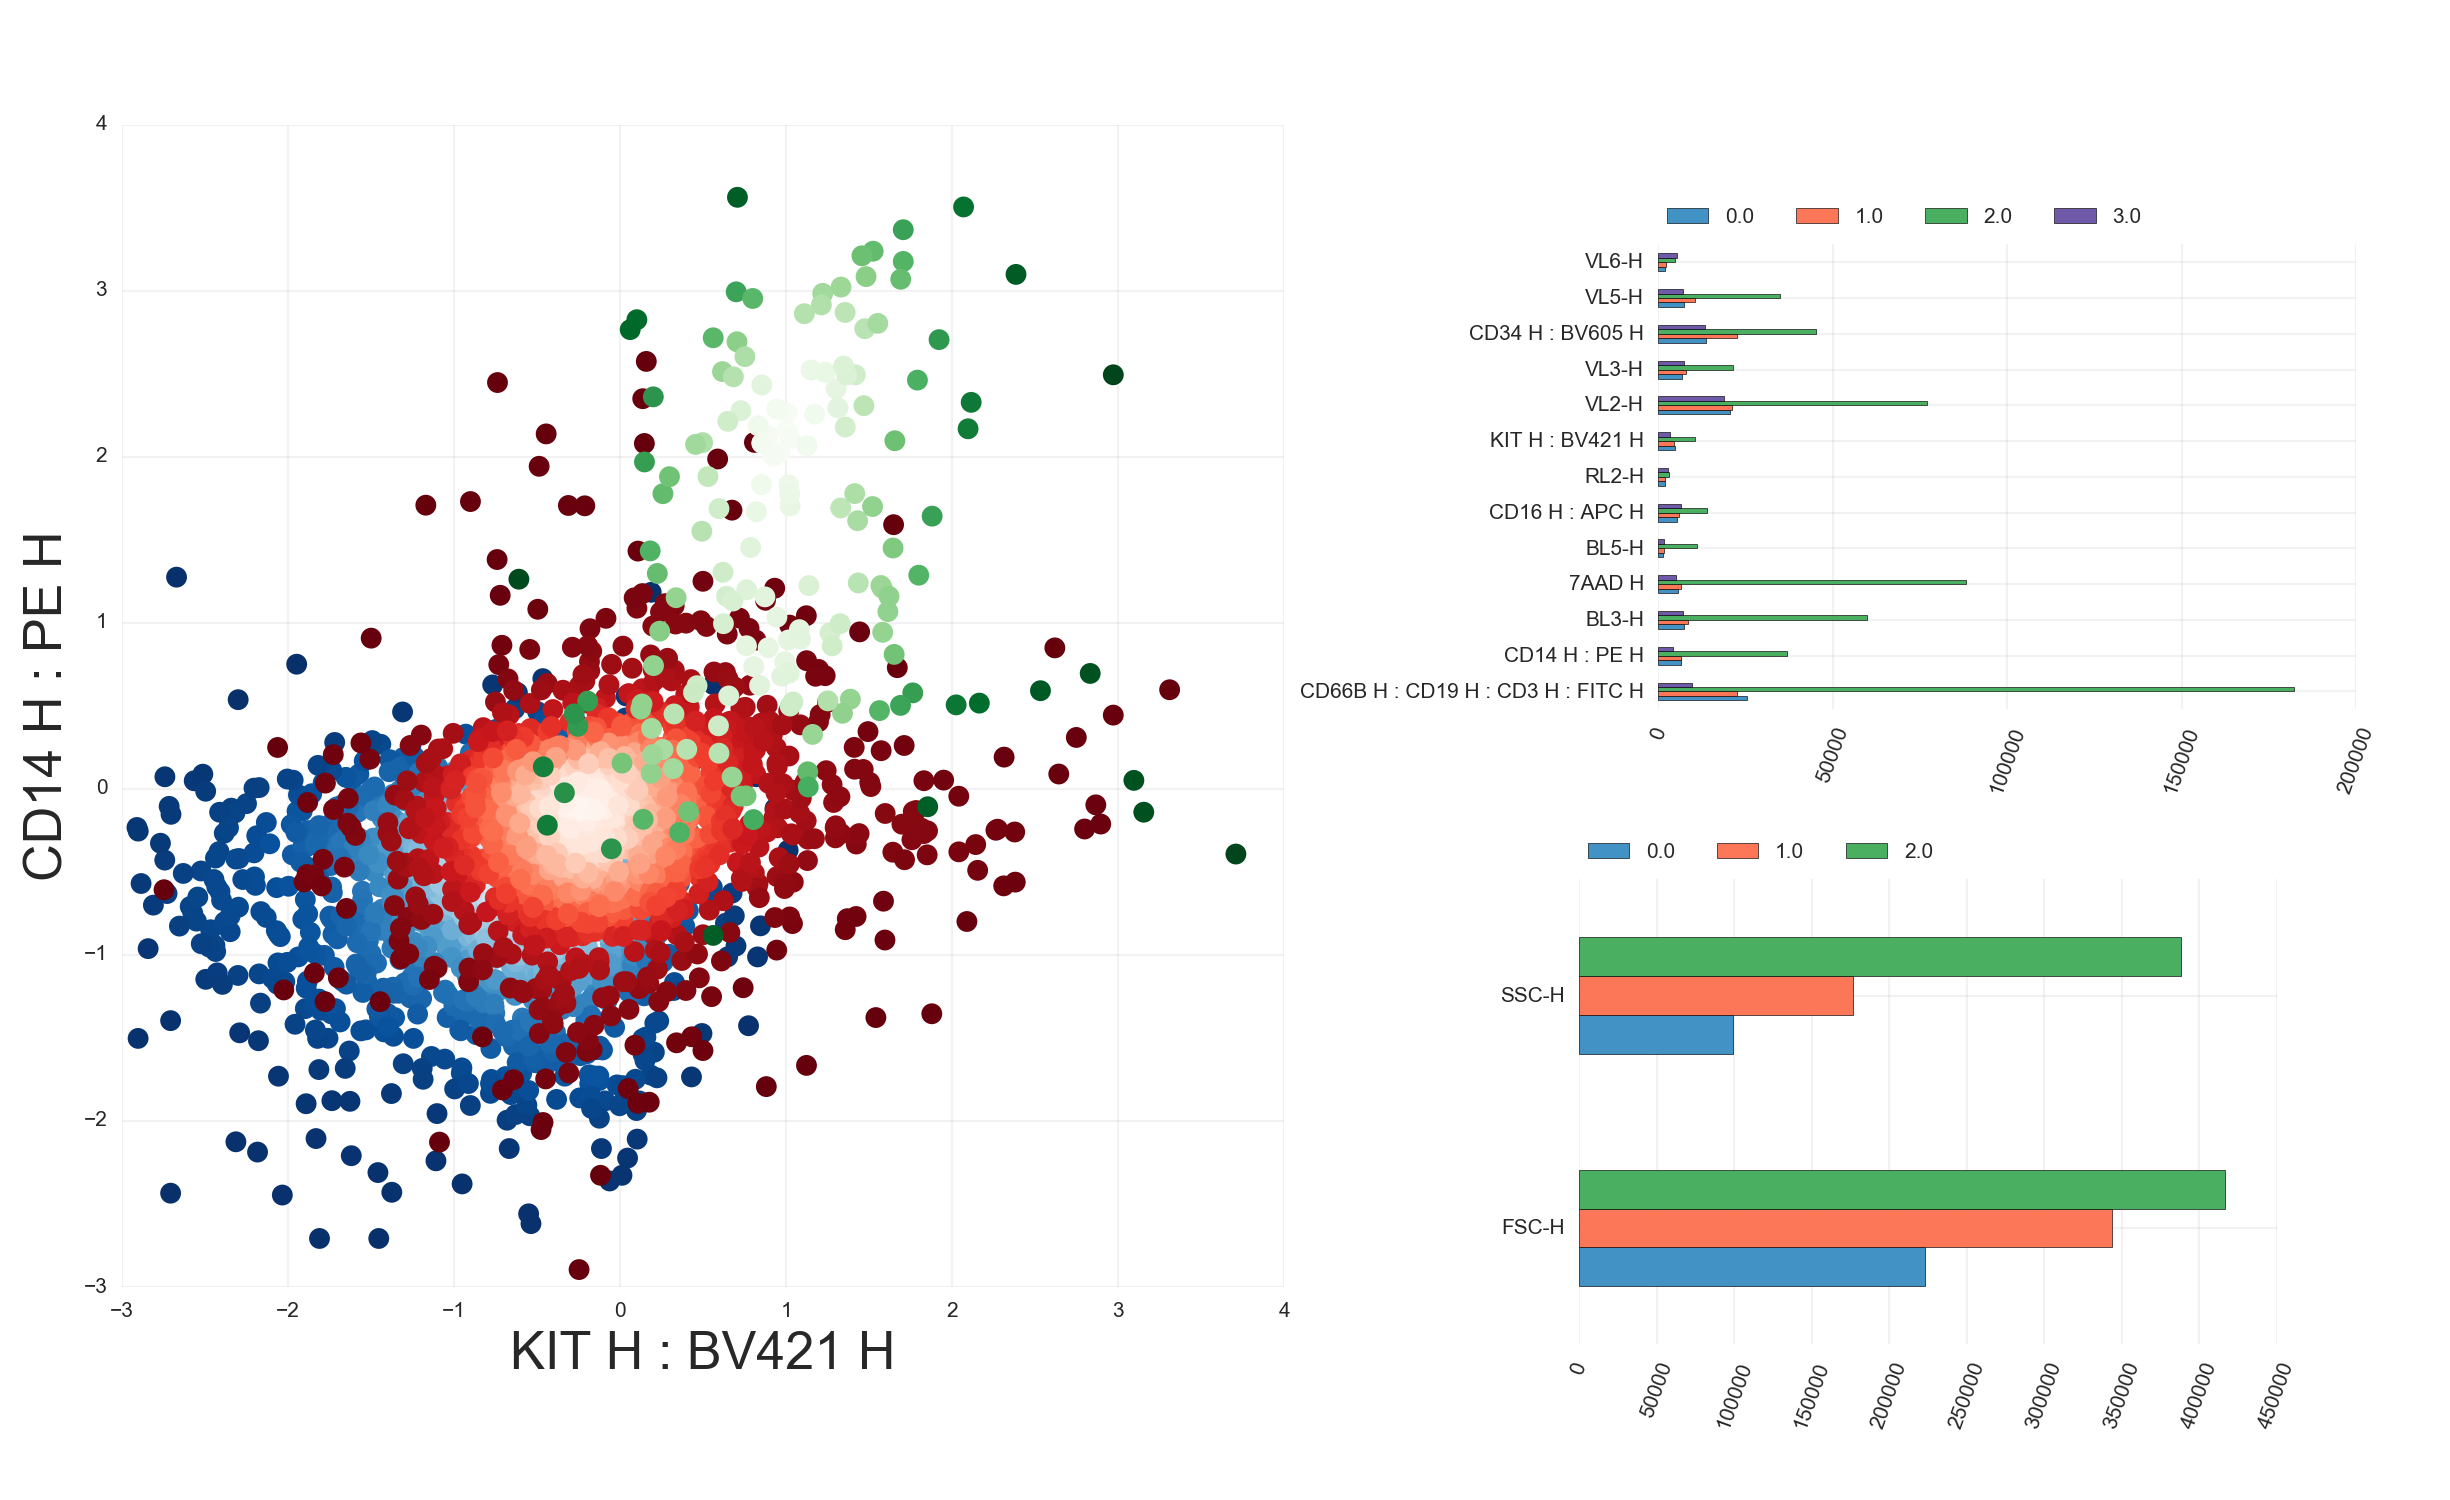 4
3
2
1
0
−1
−2
−3
−3 −2 −1 0 1 2 3 4
CD14 H : PE H
KIT H : BV421 H
0.0 1.0 2.0 3.0
VL6-H
VL5-H
CD34 H : BV605 H
VL3-H
VL2-H
KIT H : BV421 H
RL2-H
CD16 H : APC H
BL5-H
7AAD H
BL3-H
CD14 H : PE H
CD66B H : CD19 H : CD3 H : FITC H
0 50000 100000 150000 200000
0.0 1.0 2.0
SSC-H
FSC-H
0 50000 100000 150000 200000 250000 300000 350000 400000 450000